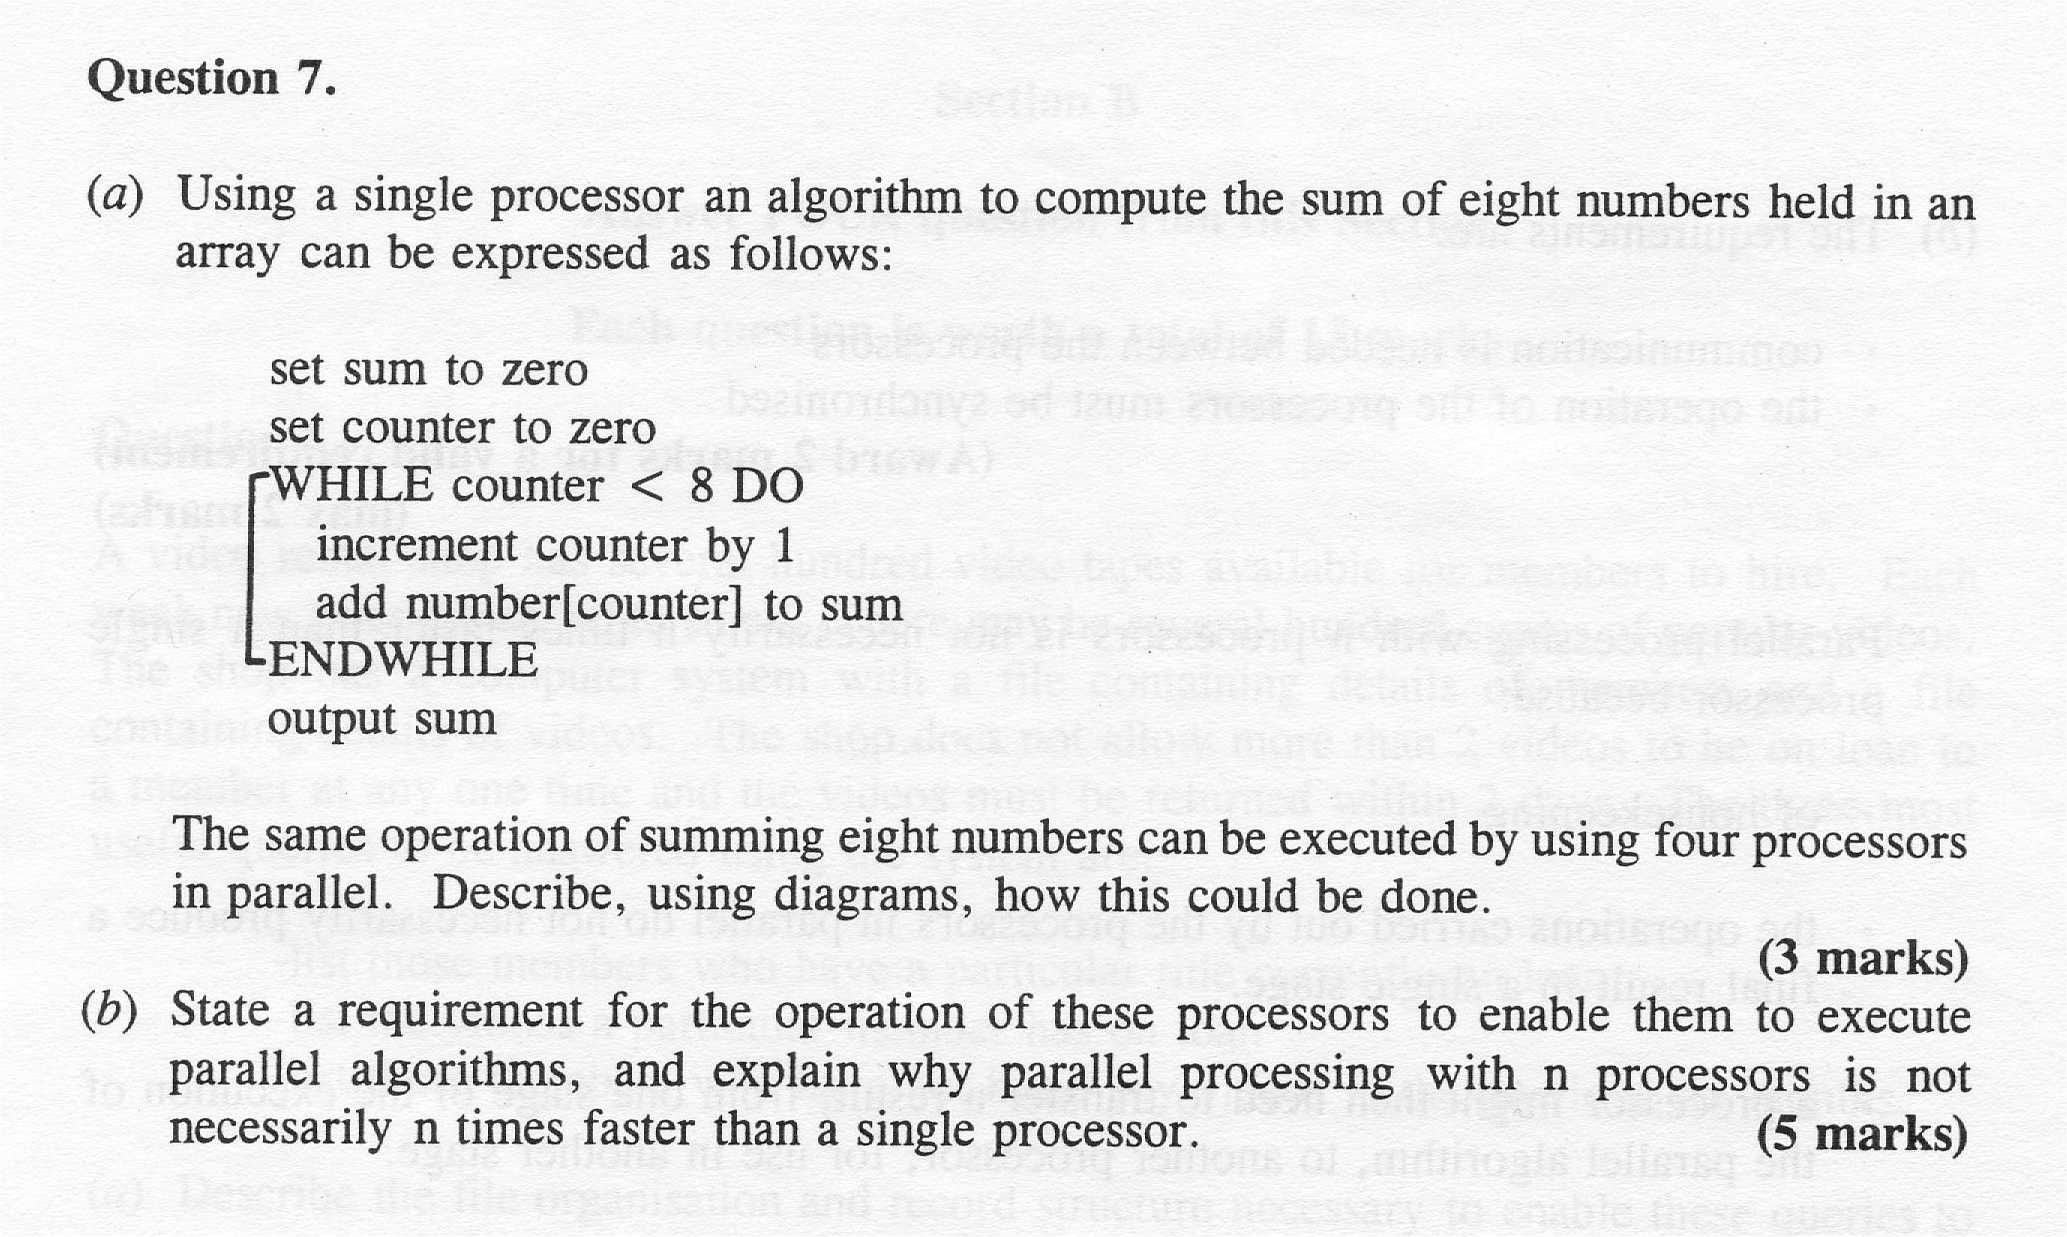 Question 7.
(a) Using a single processor an algorithm to compute the sum of eight numbers held in an
array can be expressed as follows:
set sum to zero
set counter to zero
WHILE counter < 8 DO
increment counter by 1
add number[counter] to sum
ENDWHILE
output sum
The same operation of summing eight numbers can be executed by using four processors
in parallel. Describe, using diagrams, how this could be done.
(3 marks)
(b) State a requirement for the operation of these processors to enable them to execute
parallel algorithms, and explain why parallel processing with n processors is not
necessarily n times faster than a single processor. (5 marks)